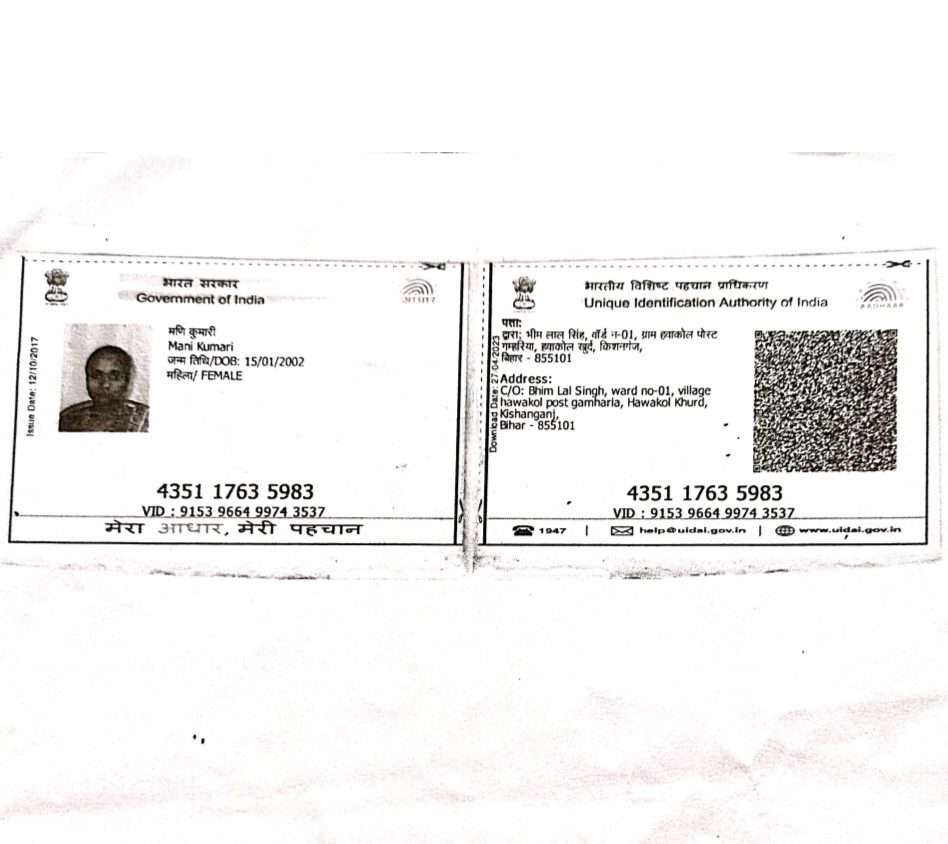 भारत सरकार
Government of India
Issue Date: 12/10/2017
मणि कुमारी
Mani Kumari
जन्म तिथि/DOB: 15/01/2002
महिला/ FEMALE
4351 1763 5983
VID : 9153 9664 9974 3537
मेरा आधार, मेरी पहचान
भारतीय विशिष्ट पहचान प्राधिकरण
Unique Identification Authority of India
AADHAAR
Download Date: 27-04-2023
पता:
द्वारा: भीम लाल सिंह, वॉर्ड न-01, ग्राम हवाकोल पोस्ट
गम्हरिया, हवाकोल खुर्द, किशनगंज,
बिहार - 855101
Address:
C/O: Bhim Lal Singh, ward no-01, village
hawakol post gamharia, Hawakol Khurd,
Kishanganj,
Bihar - 855101
4351 1763 5983
VID : 9153 9664 9974 3537
1947 | help@uidai.gov.in | www.uidai.gov.in